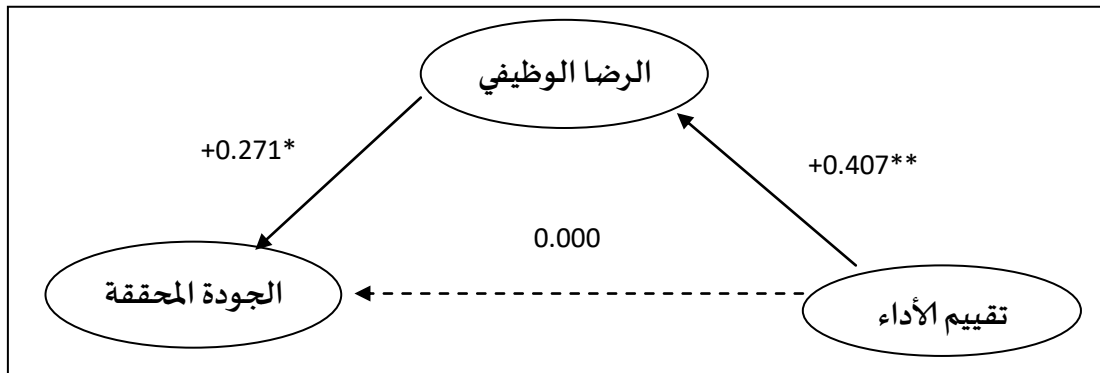 الرضا الوظيفي
+0.271*
+0.407**
0.000
الجودة المحققة
تقييم الأداء